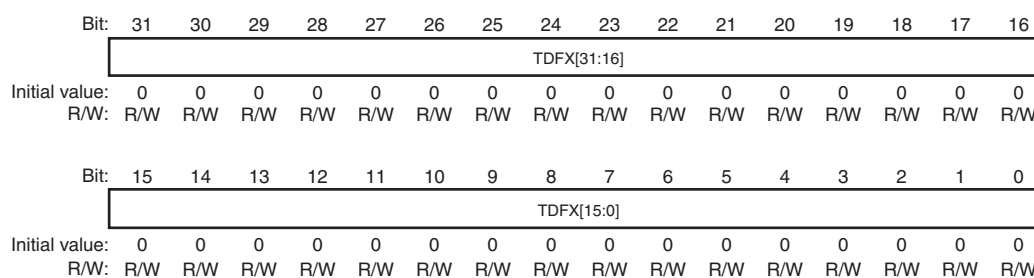 Bit: 31 30 29 28 27 26 25 24 23 22 21 20 19 18 17 16
TDFX[31:16]
Initial value: 0 0 0 0 0 0 0 0 0 0 0 0 0 0 0 0
R/W: R/W R/W R/W R/W R/W R/W R/W R/W R/W R/W R/W R/W R/W R/W R/W R/W
Bit: 15 14 13 12 11 10 9 8 7 6 5 4 3 2 1 0
TDFX[15:0]
Initial value: 0 0 0 0 0 0 0 0 0 0 0 0 0 0 0 0
R/W: R/W R/W R/W R/W R/W R/W R/W R/W R/W R/W R/W R/W R/W R/W R/W R/W